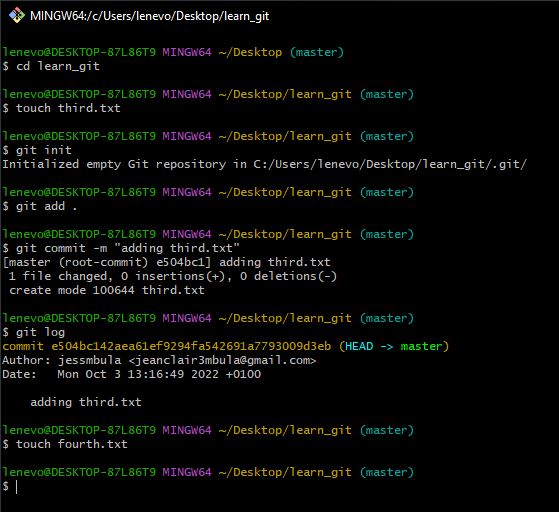 MINGW64:/c/Users/lenevo/Desktop/learn_git
lenevo@DESKTOP-87L86T9 MINGW64 ~/Desktop (master)
$ cd learn_git
lenevo@DESKTOP-87L86T9 MINGW64 ~/Desktop/learn_git (master)
$ touch third.txt
lenevo@DESKTOP-87L86T9 MINGW64 ~/Desktop/learn_git (master)
$ git init
Initialized empty Git repository in C:/Users/lenevo/Desktop/learn_git/.git/
lenevo@DESKTOP-87L86T9 MINGW64 ~/Desktop/learn_git (master)
$ git add .
lenevo@DESKTOP-87L86T9 MINGW64 ~/Desktop/learn_git (master)
$ git commit -m "adding third.txt"
[master (root-commit) e504bc1] adding third.txt
 1 file changed, 0 insertions(+), 0 deletions(-)
 create mode 100644 third.txt
lenevo@DESKTOP-87L86T9 MINGW64 ~/Desktop/learn_git (master)
$ git log
commit e504bc142aea61ef9294fa542691a7793009d3eb (HEAD -> master)
Author: jessmbula <jeanclair3mbula@gmail.com>
Date:   Mon Oct 3 13:16:49 2022 +0100
    adding third.txt
lenevo@DESKTOP-87L86T9 MINGW64 ~/Desktop/learn_git (master)
$ touch fourth.txt
lenevo@DESKTOP-87L86T9 MINGW64 ~/Desktop/learn_git (master)
$